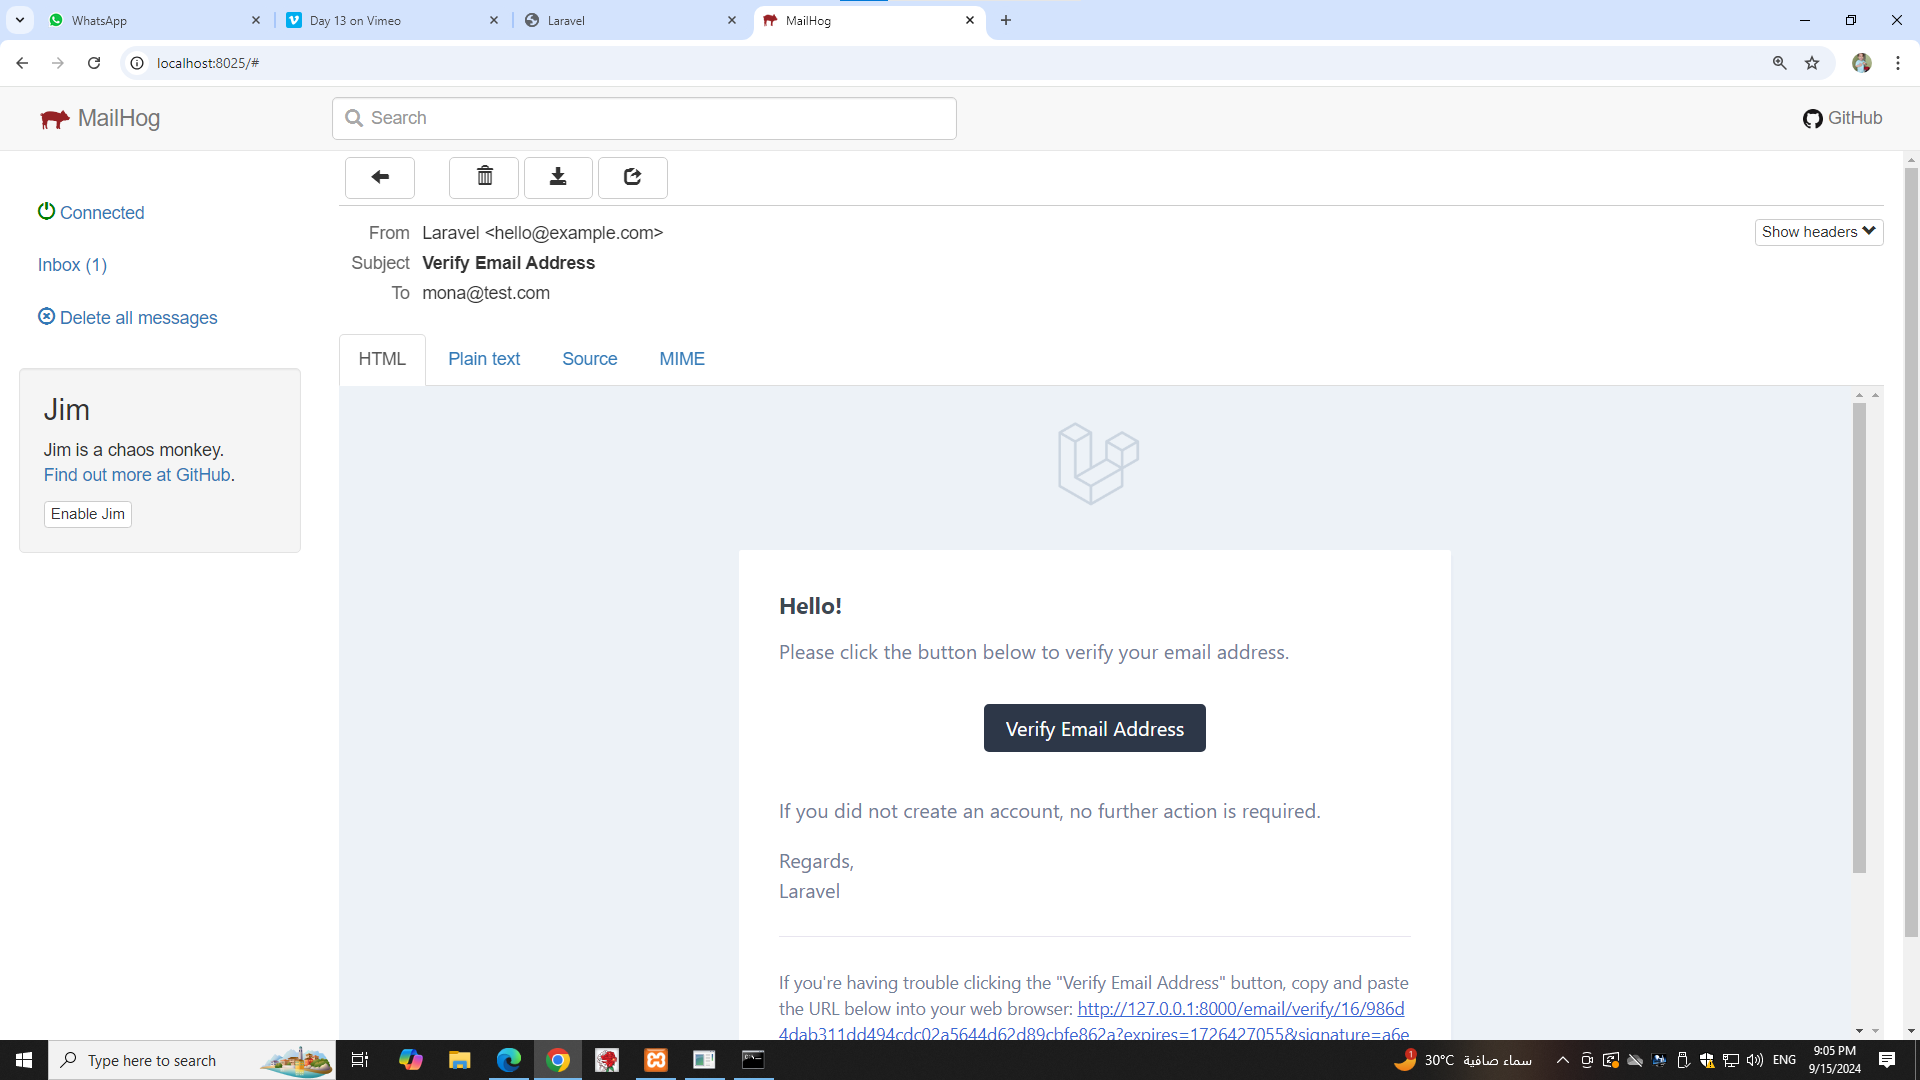 WhatsApp
Day 13 on Vimeo
Laravel
MailHog
localhost:8025/#
MailHog
Search
GitHub
Connected
Inbox (1)
Delete all messages
Jim
Jim is a chaos monkey.
Find out more at GitHub.
Enable Jim
From Laravel <hello@example.com>
Show headers
Subject Verify Email Address
To mona@test.com
HTML Plain text Source MIME
Hello!
Please click the button below to verify your email address.
Verify Email Address
If you did not create an account, no further action is required.
Regards,
Laravel
If you're having trouble clicking the "Verify Email Address" button, copy and paste
the URL below into your web browser: http://127.0.0.1:8000/email/verify/16/986d
4dab311dd494cdc02a5644d62d89cbfe862a?expires=1726427055&signature=a6e
Type here to search
1
30°C سماء صافية
ENG
9:05 PM
9/15/2024